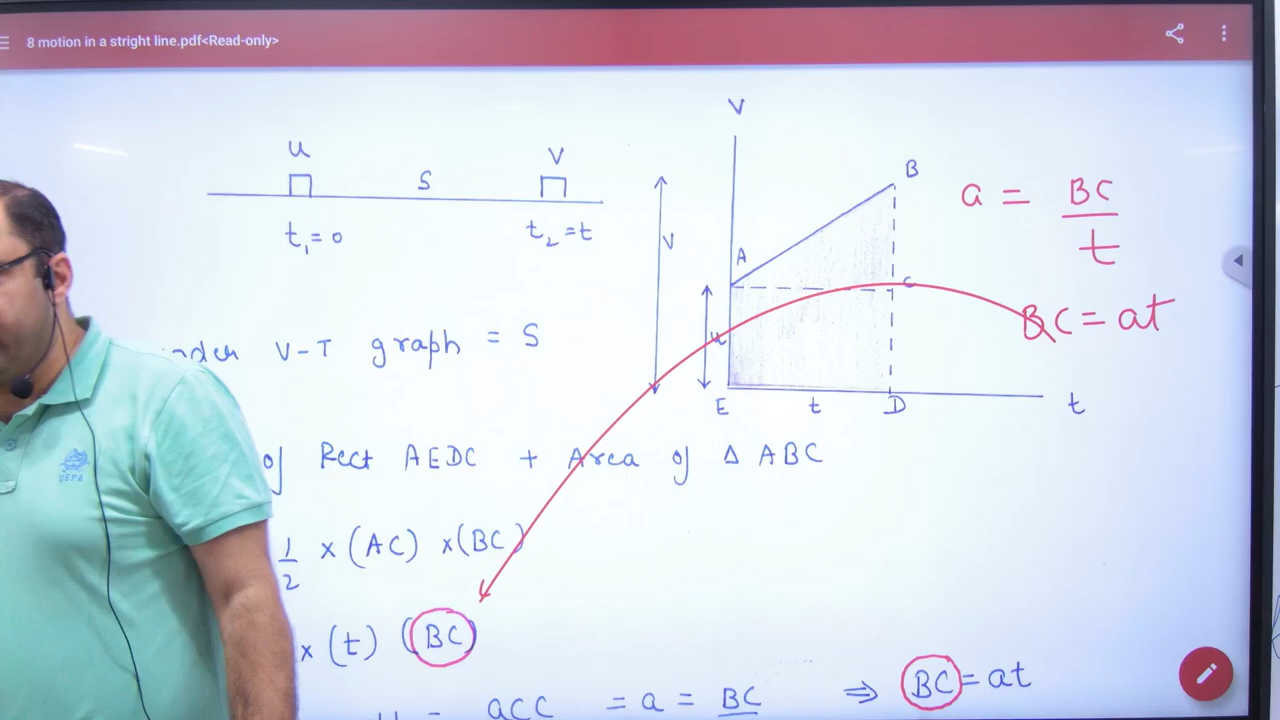 8 motion in a stright line.pdf<Read-only>
V
u S V
t₁=0 t₂=t
V
A
B
C
u
E t D t
a = BC/t
BC = at
under V-T graph = S
of Rect AEDC + Area of Δ ABC
1/2 × (AC) × (BC)
× (t) (BC)
acc = a = BC ⇒ BC = at